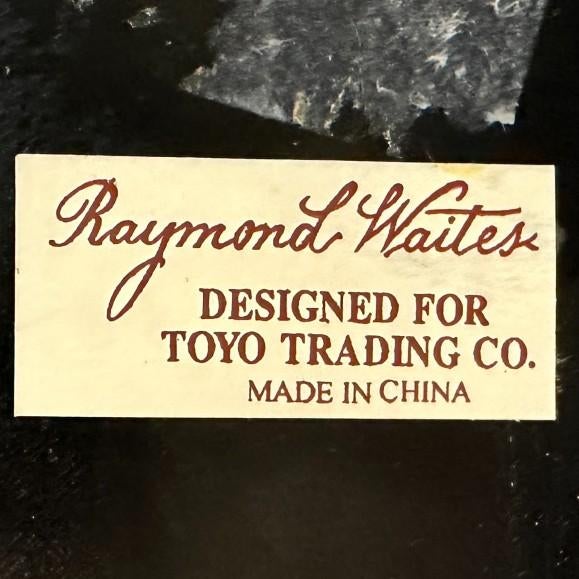 Raymond Waites
DESIGNED FOR
TOYO TRADING CO.
MADE IN CHINA